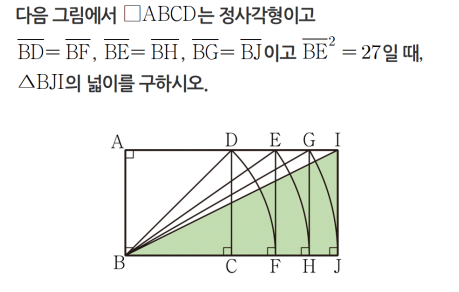 다음 그림에서 □ABCD는 정사각형이고
BD= BF, BE= BH, BG= BJ이고 BE² = 27일 때,
△BJI의 넓이를 구하시오.
A D E G I
B C F H J